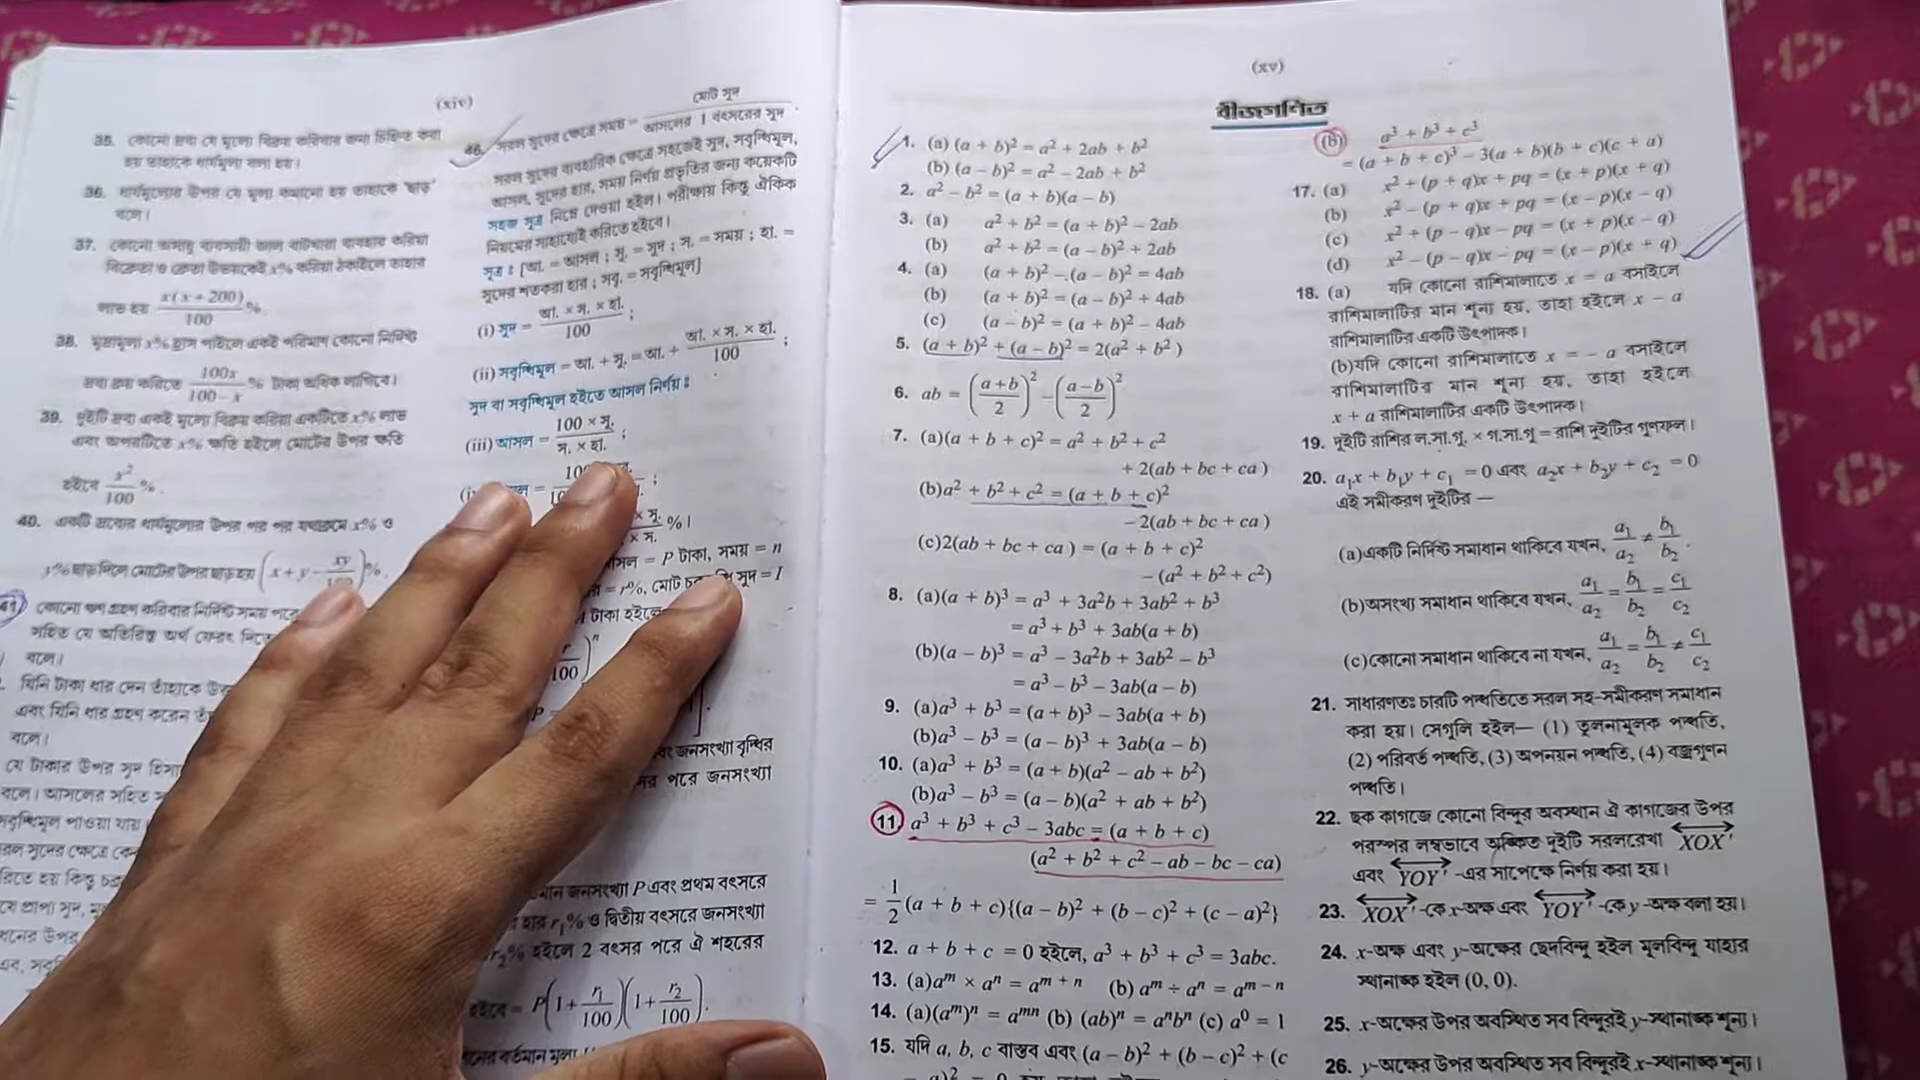 (xiv)
35. কোনো দ্রব্য যে মূল্যে বিক্রয় করিবার জন্য চিহ্নিত করা
হয় তাহাকে ধার্যমূল্য বলা হয়।
36. ধার্যমূল্যের উপর যে মূল্য কমানো হয় তাহাকে 'ছাড়'
বলে।
37. কোনো অসাধু ব্যবসায়ী জাল বাটখারা ব্যবহার করিয়া
বিক্রেতা ও ক্রেতা উভয়কেই x% করিয়া ঠকাইলে তাহার
লাভ হয় x(x + 200)/100 %.
38. মূল্য x% হ্রাস পাইলে একই পরিমাণ কোনো নির্দিষ্ট
দ্রব্য ক্রয় করিতে 100x/(100 – x) % টাকা অধিক লাগিবে।
39. দুইটি দ্রব্য একই মূল্যে বিক্রয় করিয়া একটিতে x% লাভ
এবং অপরটিতে x% ক্ষতি হইলে মোটের উপর ক্ষতি
হইবে x²/100 %.
40. একটি দ্রব্যের ধার্যমূল্যের উপর পর পর যথাক্রমে x% ও
y% ছাড় দিলে মোটের উপর ছাড় হয় (x + y – xy/)%.
41. কোনো ঋণ গ্রহণ করিবার নির্দিষ্ট সময় পরে
সহিত যে অতিরিক্ত অর্থ ফেরৎ দিতে
বলে।
যিনি টাকা ধার দেন তাঁহাকে
এবং যিনি ধার গ্রহণ করেন
বলে।
যে টাকার উপর সুদ
বলে। আসলের সহিত
পাওয়া যায়
সুদের ক্ষেত্রে
হয় কিন্তু
প্রাপ্য সুদ,
উপর
46. সরল সুদের ক্ষেত্রে সময় = মোট সুদ/আসলের 1 বৎসরের সুদ.
সরল সুদের ব্যবহারিক ক্ষেত্রে সহজেই সুদ, সবৃদ্ধিমূল,
আসল, সুদের হার, সময় নির্ণয় প্রভৃতির জন্য কয়েকটি
সহজ সূত্র নিম্নে দেওয়া হইল। পরীক্ষায় কিন্তু ঐকিক
নিয়মের সাহায্যেই করিতে হইবে।
সূত্র : [আ. = আসল ; সু. = সুদ ; স. = সময় ; হা. =
সুদের শতকরা হার ; সবৃ. = সবৃদ্ধিমূল]
(i) সুদ = আ. × স. × হা./100 ;
(ii) সবৃদ্ধিমূল = আ. + সু. = আ. + আ. × স. × হা./100 ;
সুদ বা সবৃদ্ধিমূল হইতে আসল নির্ণয় :
(iii) আসল = 100 × সু./স. × হা. ;
× সু./× স. %।
= P টাকা, সময় = n
= r%, মোট সুদ = I
টাকা হইলে
r/100)ⁿ
জনসংখ্যা বৃদ্ধির
পরে জনসংখ্যা
জনসংখ্যা P এবং প্রথম বৎসরে
হার r₁% ও দ্বিতীয় বৎসরে জনসংখ্যা
r₂% হইলে 2 বৎসর পরে ঐ শহরের
হইবে = P(1 + r₁/100)(1 + r₂/100).
(xv)
বীজগণিত
1. (a) (a + b)² = a² + 2ab + b²
(b) (a – b)² = a² – 2ab + b²
2. a² – b² = (a + b)(a – b)
3. (a) a² + b² = (a + b)² – 2ab
(b) a² + b² = (a – b)² + 2ab
4. (a) (a + b)² – (a – b)² = 4ab
(b) (a + b)² = (a – b)² + 4ab
(c) (a – b)² = (a + b)² – 4ab
5. (a + b)² + (a – b)² = 2(a² + b²)
6. ab = ((a+b)/2)² – ((a–b)/2)²
7. (a)(a + b + c)² = a² + b² + c²
+ 2(ab + bc + ca)
(b)a² + b² + c² = (a + b + c)²
– 2(ab + bc + ca)
(c)2(ab + bc + ca) = (a + b + c)²
– (a² + b² + c²)
8. (a)(a + b)³ = a³ + 3a²b + 3ab² + b³
= a³ + b³ + 3ab(a + b)
(b)(a – b)³ = a³ – 3a²b + 3ab² – b³
= a³ – b³ – 3ab(a – b)
9. (a)a³ + b³ = (a + b)³ – 3ab(a + b)
(b)a³ – b³ = (a – b)³ + 3ab(a – b)
10. (a)a³ + b³ = (a + b)(a² – ab + b²)
(b)a³ – b³ = (a – b)(a² + ab + b²)
11 a³ + b³ + c³ – 3abc = (a + b + c)
(a² + b² + c² – ab – bc – ca)
= 1/2 (a + b + c){(a – b)² + (b – c)² + (c – a)²}
12. a + b + c = 0 হইলে, a³ + b³ + c³ = 3abc.
13. (a)aᵐ × aⁿ = aᵐ ⁺ ⁿ (b) aᵐ ÷ aⁿ = aᵐ ⁻ ⁿ
14. (a)(aᵐ)ⁿ = aᵐⁿ (b) (ab)ⁿ = aⁿbⁿ (c) a⁰ = 1
15. যদি a, b, c বাস্তব এবং (a – b)² + (b – c)² + (c
(b) a³ + b³ + c³
= (a + b + c)³ – 3(a + b)(b + c)(c + a)
17. (a) x² + (p + q)x + pq = (x + p)(x + q)
(b) x² – (p + q)x + pq = (x – p)(x – q)
(c) x² + (p – q)x – pq = (x + p)(x – q)
(d) x² – (p – q)x – pq = (x – p)(x + q)
18. (a) যদি কোনো রাশিমালাতে x = a বসাইলে
রাশিমালাটির মান শূন্য হয়, তাহা হইলে x – a
রাশিমালাটির একটি উৎপাদক।
(b)যদি কোনো রাশিমালাতে x = – a বসাইলে
রাশিমালাটির মান শূন্য হয়, তাহা হইলে
x + a রাশিমালাটির একটি উৎপাদক।
19. দুইটি রাশির ল.সা.গু. × গ.সা.গু = রাশি দুইটির গুণফল।
20. a₁x + b₁y + c₁ = 0 এবং a₂x + b₂y + c₂ = 0
এই সমীকরণ দুইটির —
(a)একটি নির্দিষ্ট সমাধান থাকিবে যখন, a₁/a₂ ≠ b₁/b₂.
(b)অসংখ্য সমাধান থাকিবে যখন, a₁/a₂ = b₁/b₂ = c₁/c₂
(c)কোনো সমাধান থাকিবে না যখন, a₁/a₂ = b₁/b₂ ≠ c₁/c₂
21. সাধারণতঃ চারটি পদ্ধতিতে সরল সহ-সমীকরণ সমাধান
করা হয়। সেগুলি হইল— (1) তুলনামূলক পদ্ধতি,
(2) পরিবর্ত পদ্ধতি, (3) অপনয়ন পদ্ধতি, (4) বজ্রগুণন
পদ্ধতি।
22. ছক কাগজে কোনো বিন্দুর অবস্থান ঐ কাগজের উপর
পরস্পর লম্বভাবে অঙ্কিত দুইটি সরলরেখা XOX'
এবং YOY' -এর সাপেক্ষে নির্ণয় করা হয়।
23. XOX' -কে x-অক্ষ এবং YOY' -কে y-অক্ষ বলা হয়।
24. x-অক্ষ এবং y-অক্ষের ছেদবিন্দু হইল মূলবিন্দু যাহার
স্থানাঙ্ক হইল (0, 0).
25. x-অক্ষের উপর অবস্থিত সব বিন্দুরই y-স্থানাঙ্ক শূন্য।
26. y-অক্ষের উপর অবস্থিত সব বিন্দুরই x-স্থানাঙ্ক শূন্য।